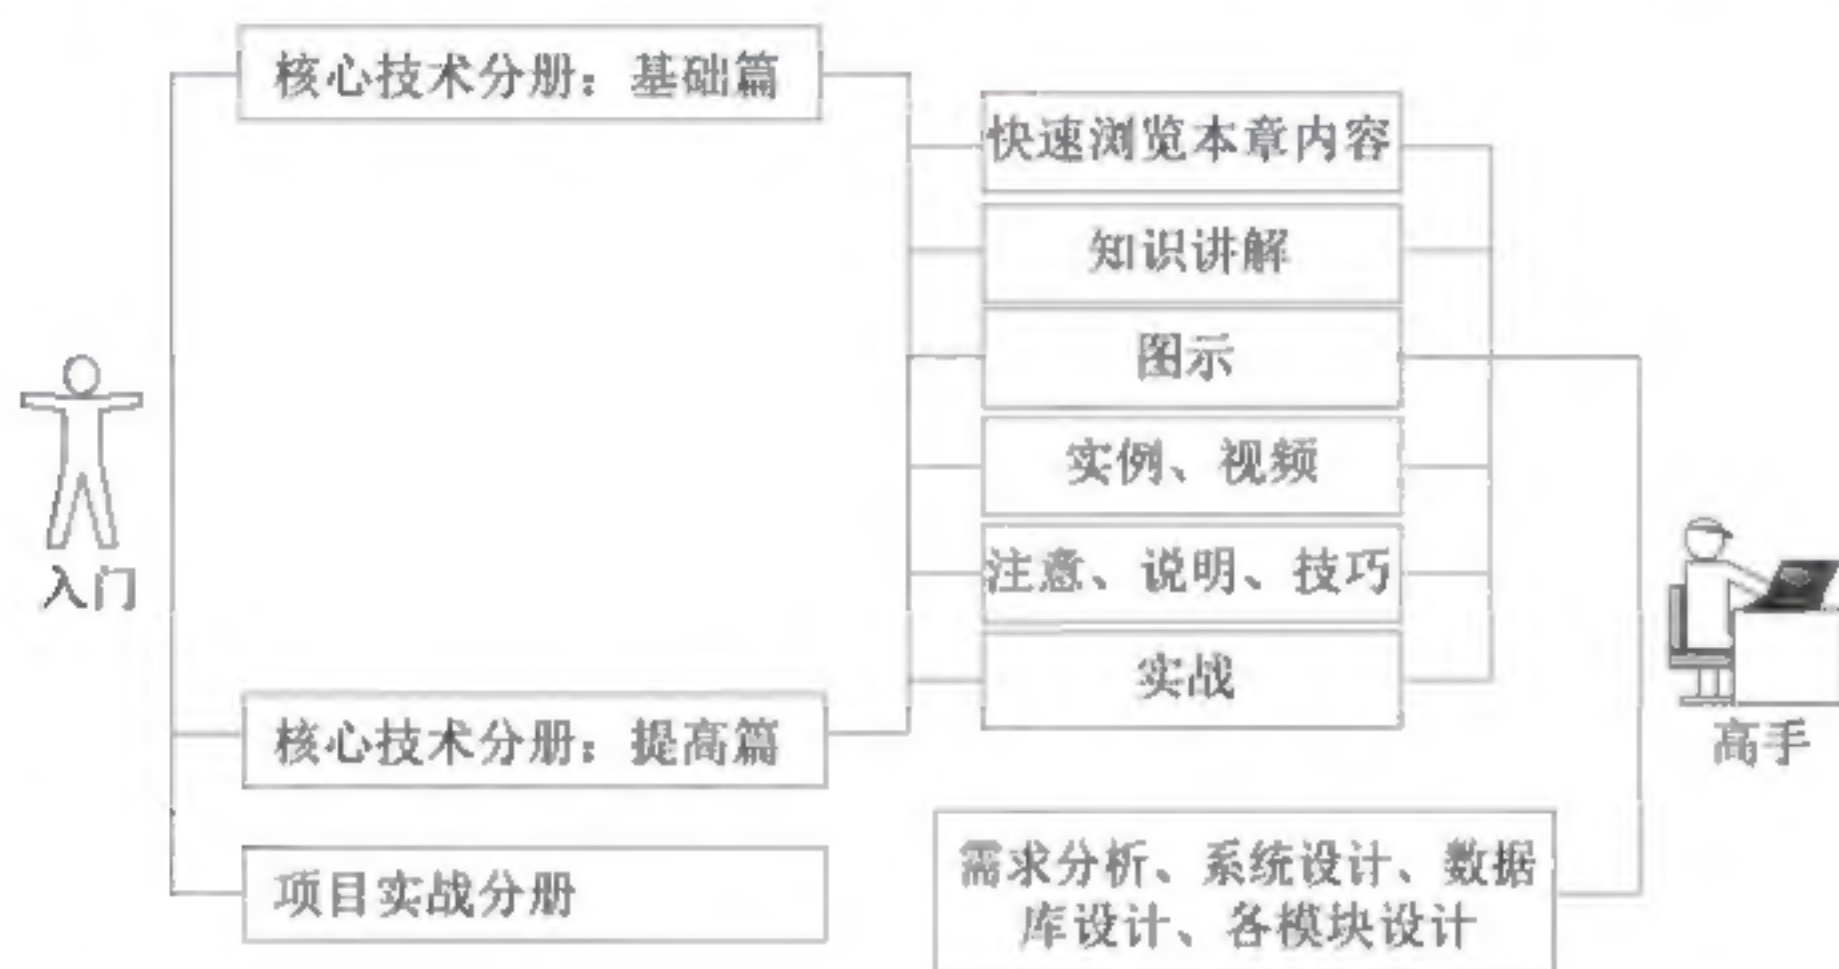 核心技术分册：基础篇
快速浏览本章内容
知识讲解
图示
实例、视频
注意、说明、技巧
实战
入门
高手
核心技术分册：提高篇
项目实战分册
需求分析、系统设计、数据
库设计、各模块设计